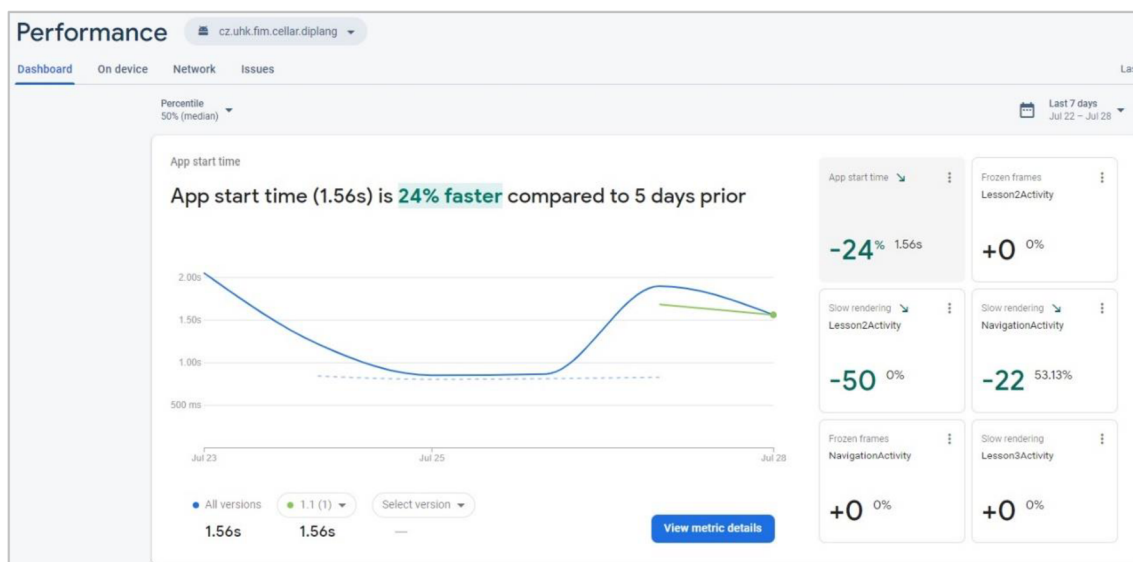 Performance
cz.uhk.fim.cellar.diplang
Dashboard On device Network Issues
Percentile
50% (median)
Last 7 days
Jul 22 – Jul 28
App start time
App start time (1.56s) is 24% faster compared to 5 days prior
2.00s
1.50s
1.00s
500 ms
Jul 23 Jul 25 Jul 28
All versions 1.1 (1) Select version
1.56s 1.56s —
View metric details
App start time
-24% 1.56s
Frozen frames
Lesson2Activity
+0 0%
Slow rendering
Lesson2Activity
-50 0%
Slow rendering
NavigationActivity
-22 53.13%
Frozen frames
NavigationActivity
+0 0%
Slow rendering
Lesson3Activity
+0 0%